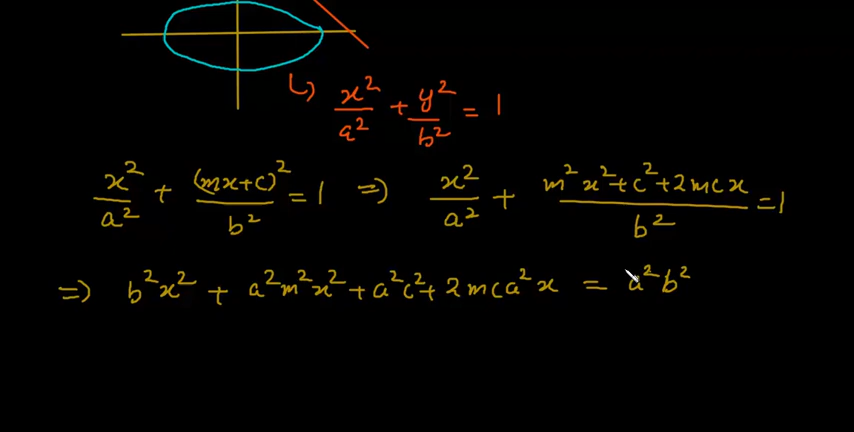 ↳ x²/a² + y²/b² = 1
x²/a² + (mx+c)²/b² = 1 ⇒ x²/a² + (m²x²+c²+2mcx)/b² = 1
⇒ b²x² + a²m²x² + a²c² + 2mca²x = a²b²